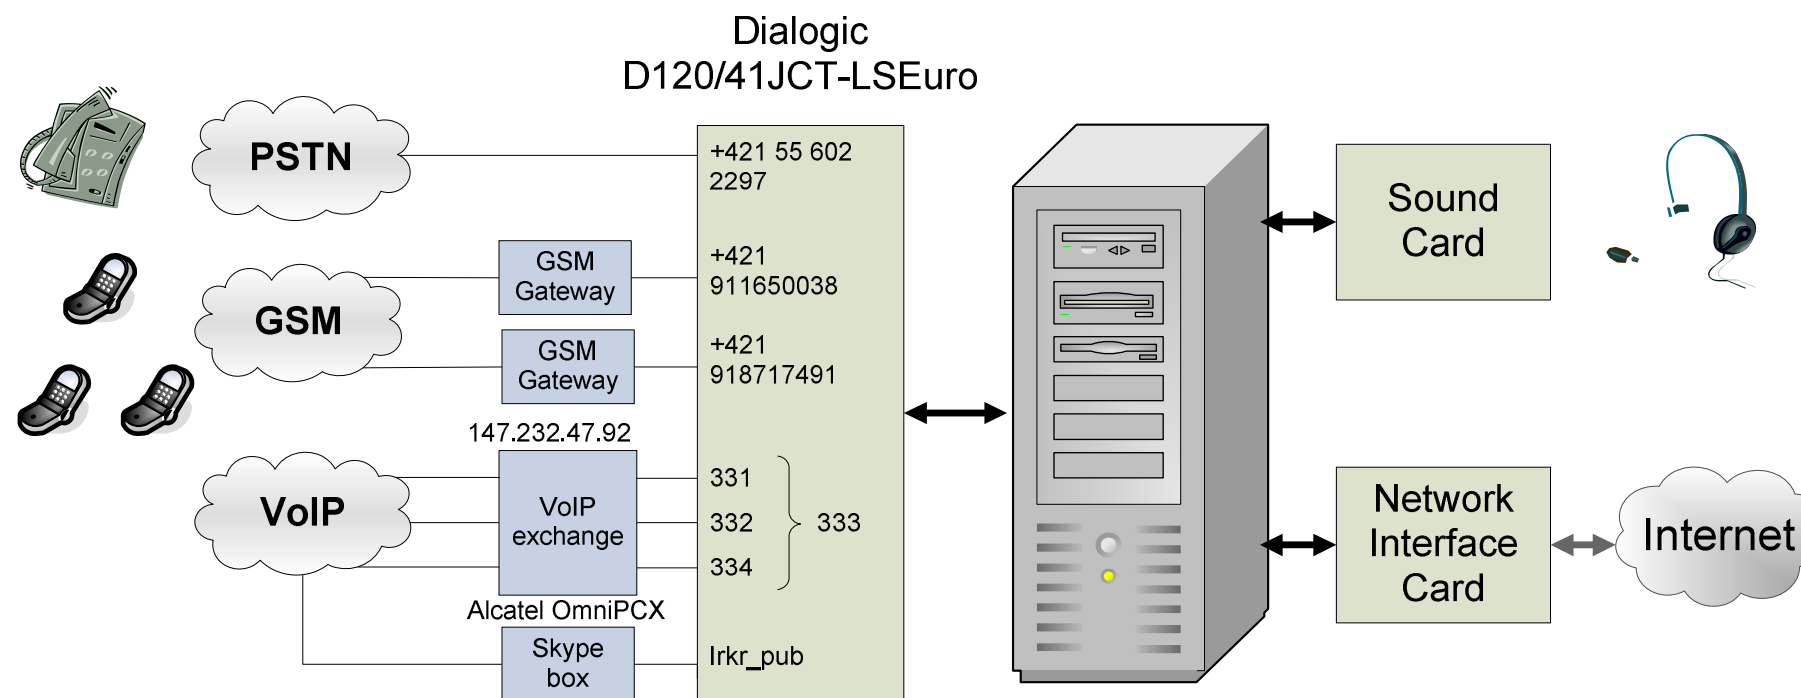 Dialogic
D120/41JCT-LSEuro
PSTN
+421 55 602
2297
GSM
Gateway
+421
911650038
GSM
GSM
Gateway
+421
918717491
147.232.47.92
VoIP
VoIP
exchange
331
332
334
333
Alcatel OmniPCX
Skype
box
Irkr_pub
Sound
Card
Network
Interface
Card
Internet